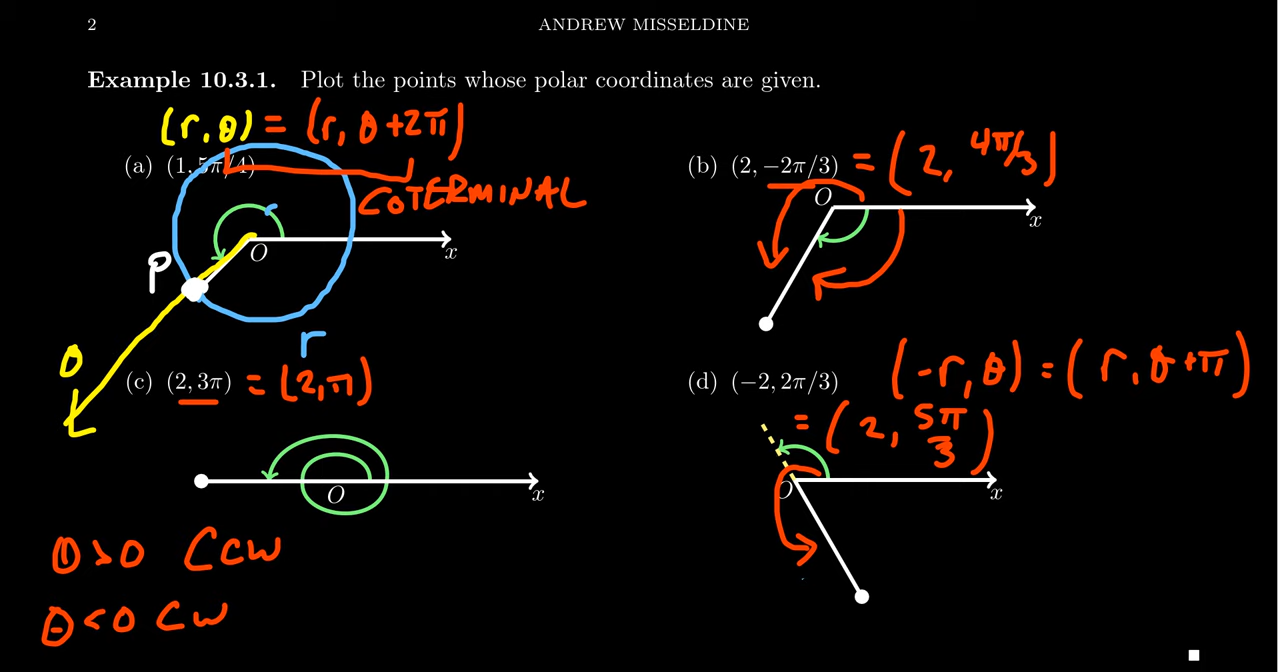 2 ANDREW MISSELDINE
Example 10.3.1. Plot the points whose polar coordinates are given.
(r, θ) = (r, θ+2π)
(a) (1, 5π/4)
COTERMINAL
r
O
x
P
r
θ
(b) (2, −2π/3) = (2, 4π/3)
O
x
(c) (2, 3π) = (2, π)
O
x
θ>0 CCW
θ<0 CW
(d) (−2, 2π/3) (-r, θ) = (r, θ+π)
= (2, 5π/3)
O
x